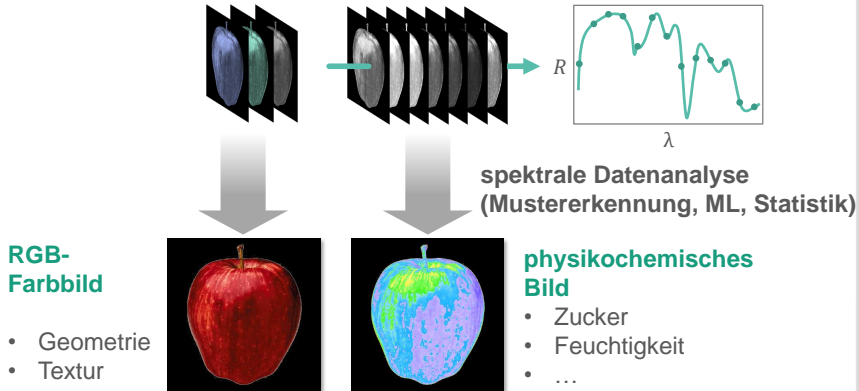 R
λ
spektrale Datenanalyse
(Mustererkennung, ML, Statistik)
RGB-
Farbbild
• Geometrie
• Textur
physikochemisches
Bild
• Zucker
• Feuchtigkeit
• …